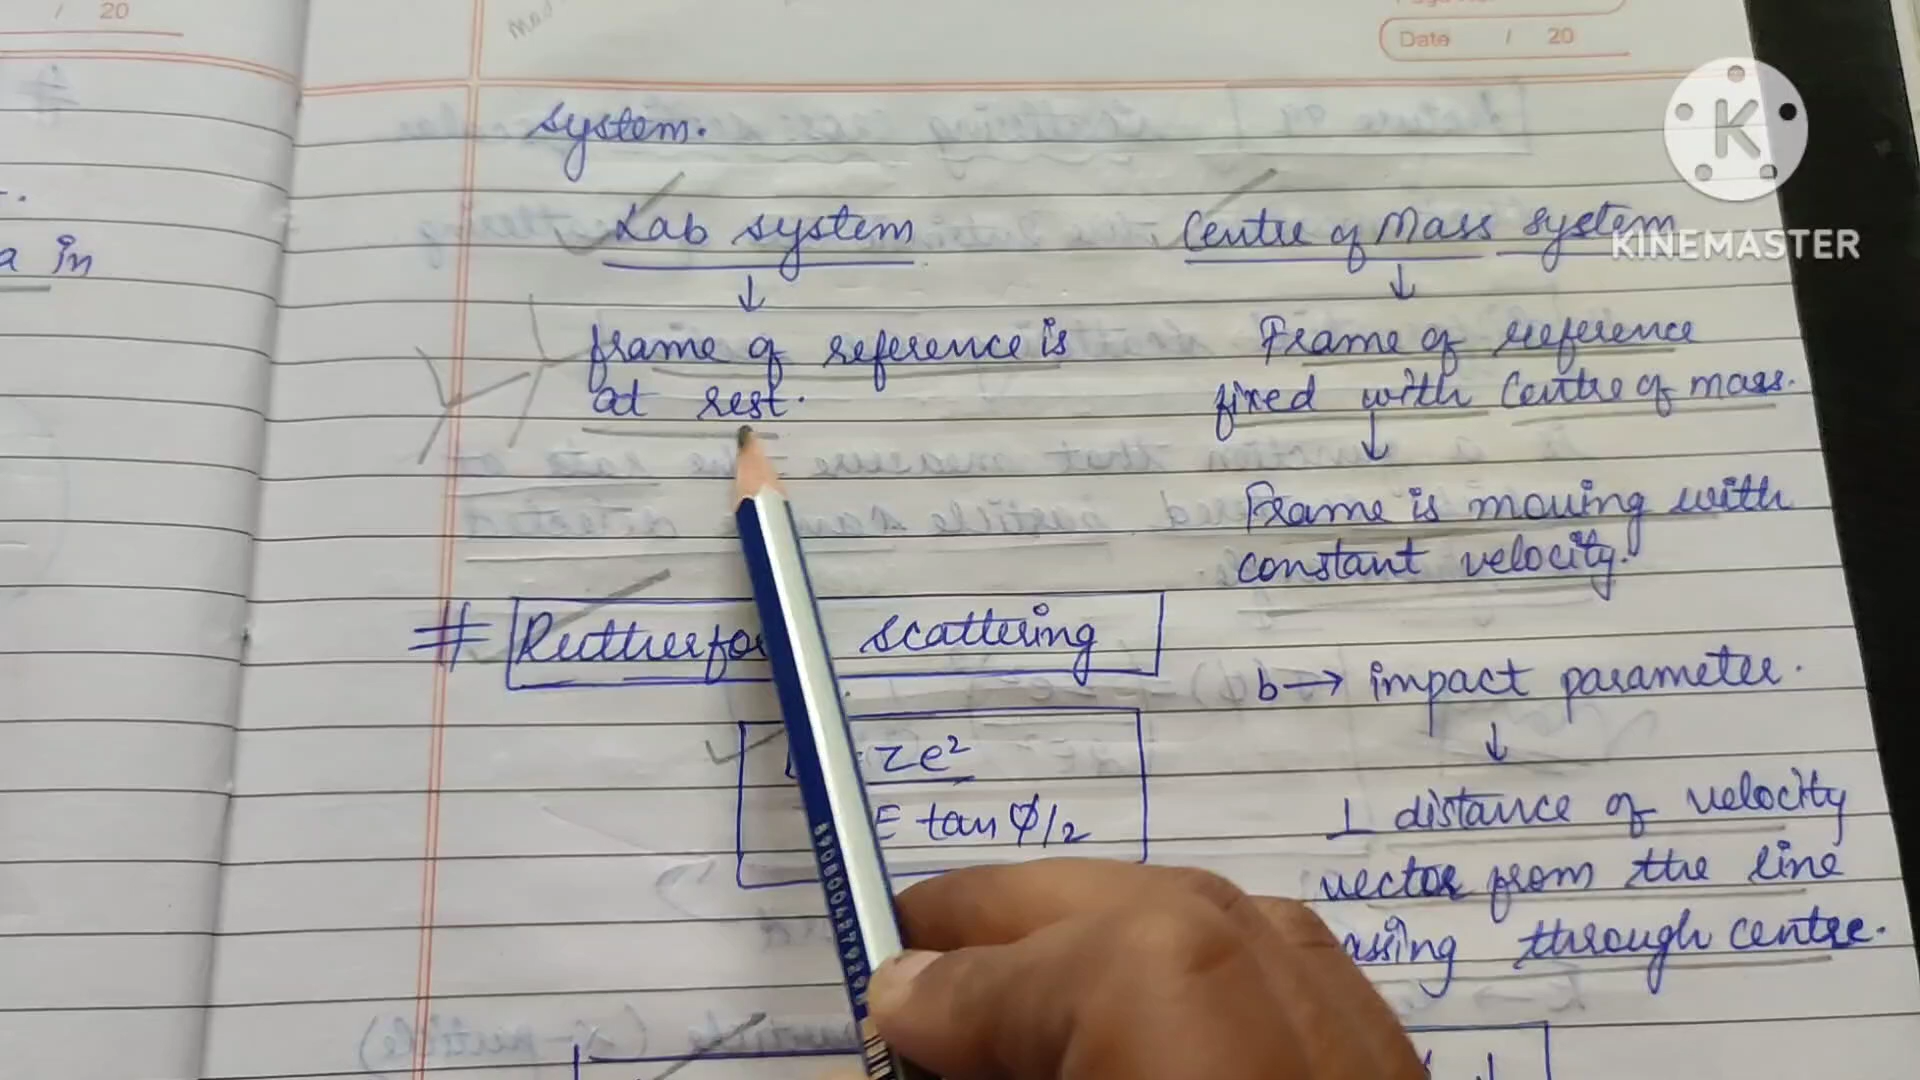 / 20
Date / 20
System.
Lab system
Centre of Mass system
KINEMASTER
frame of reference is
at rest.
Frame of reference
fixed with Centre of mass.
Frame is moving with
constant velocity.
a in
# scattering
b → impact parameter.
ze²
E tan φ/2
⊥ distance of velocity
vector from the line
through centre.